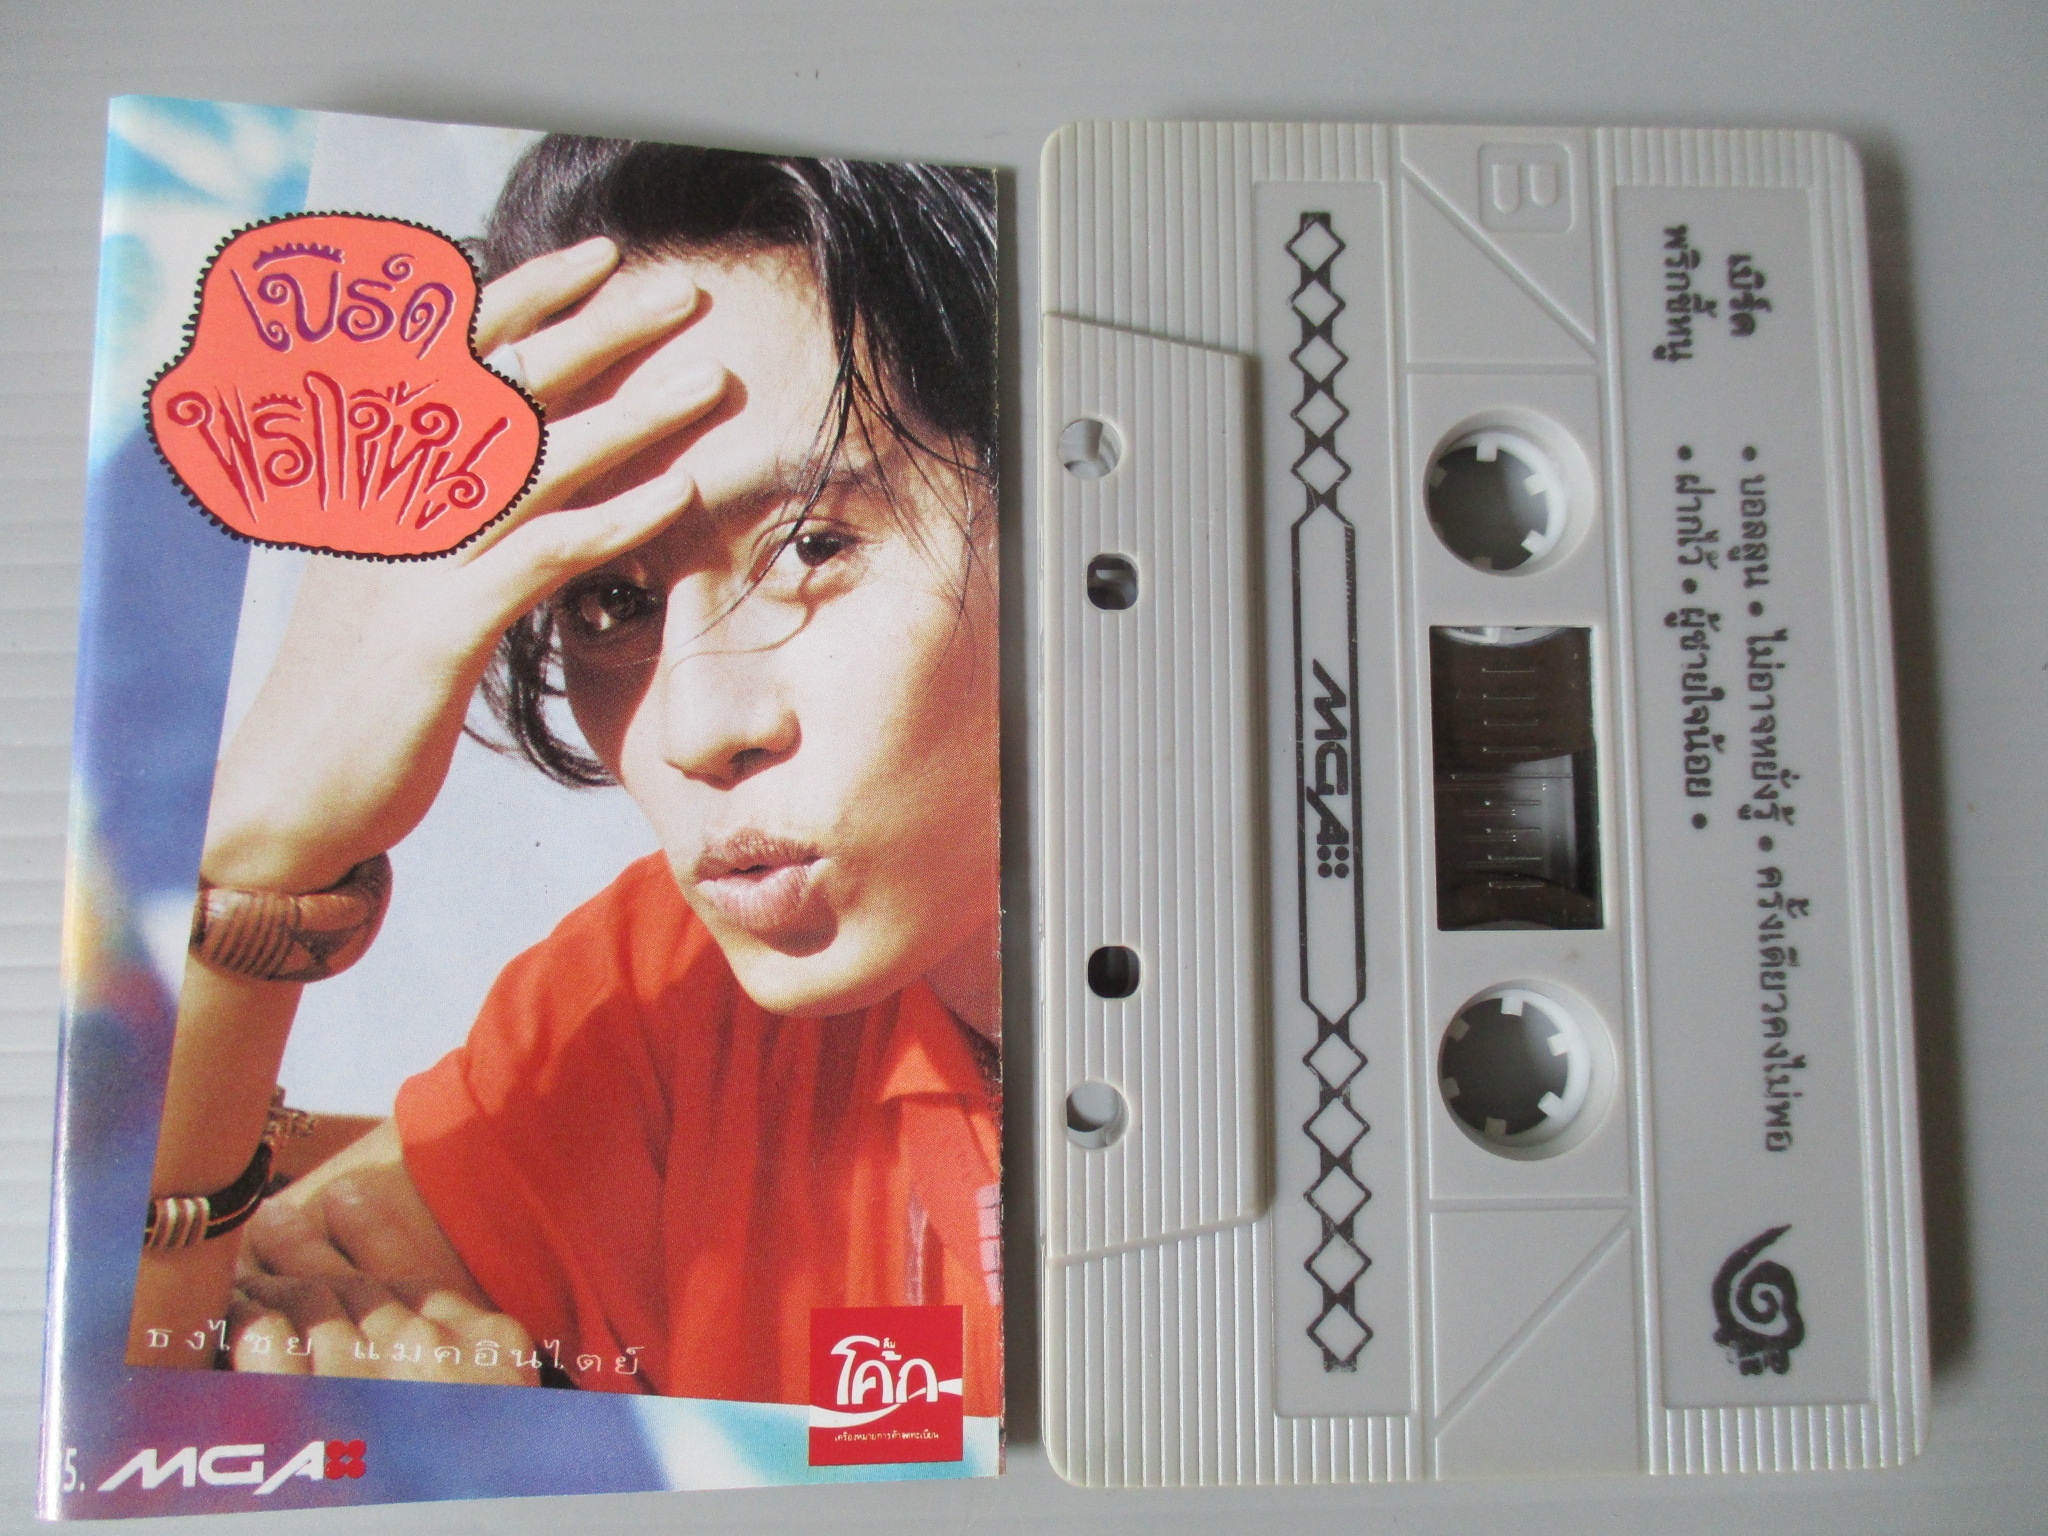 เบิร์ด
พริกขี้หนู
ธงไชย แมคอินไตย์
ดื่ม
โค้ก
เครื่องหมายการค้าจดทะเบียน
5. MGA
B
เบิร์ด
พริกขี้หนู
• บอลลูน • ไม่อาจหยั่งรู้ • ครั้งเดียวคงไม่พอ
• ฝากไว้ • ผู้ชายใจน้อย •
MGA